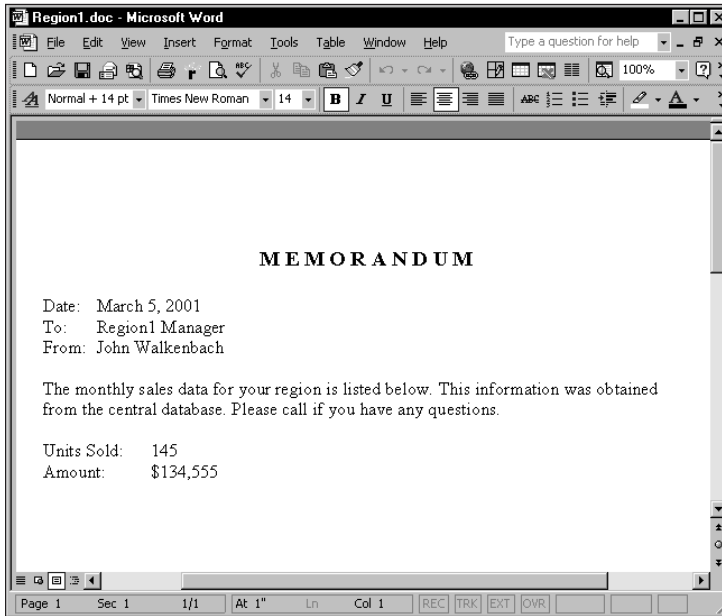 Region1.doc - Microsoft Word
File Edit View Insert Format Tools Table Window Help Type a question for help
100%
Normal + 14 pt Times New Roman 14 B I U ABC A
MEMORANDUM
Date: March 5, 2001
To: Region1 Manager
From: John Walkenbach
The monthly sales data for your region is listed below. This information was obtained
from the central database. Please call if you have any questions.
Units Sold: 145
Amount: $134,555
Page 1 Sec 1 1/1 At 1" Ln Col 1 REC TRK EXT OVR